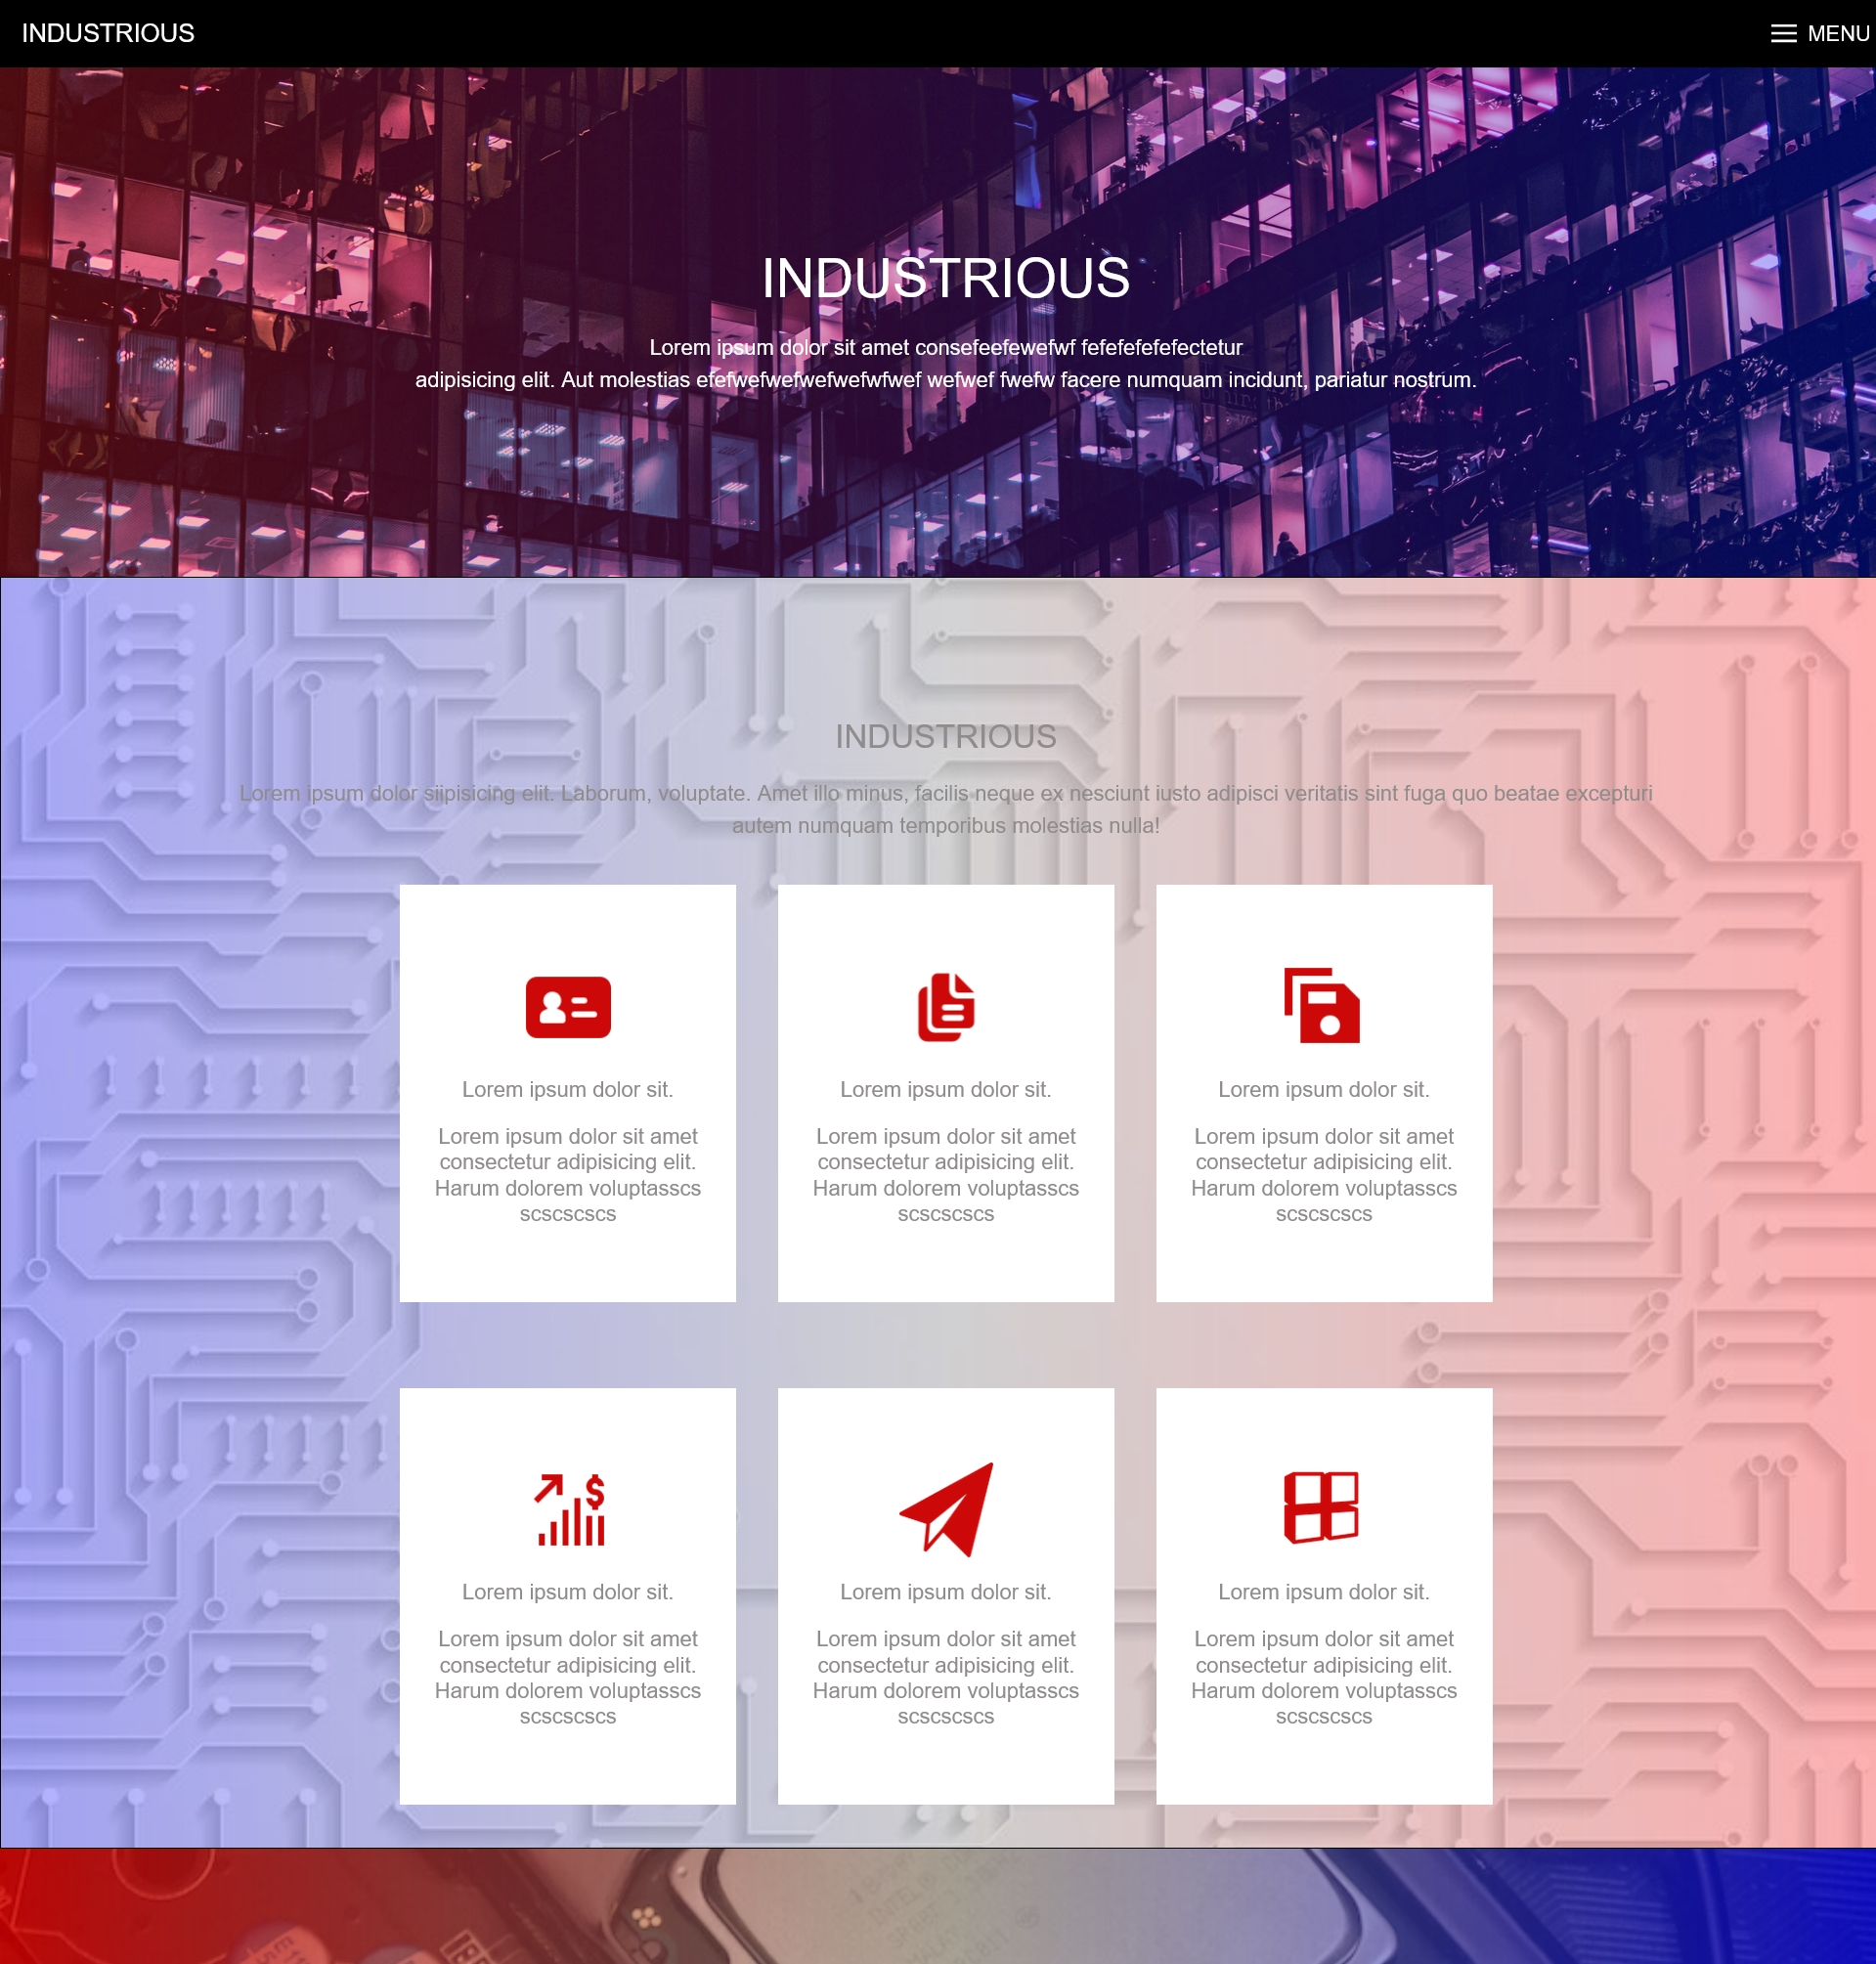 INDUSTRIOUS
MENU
INDUSTRIOUS
Lorem ipsum dolor sit amet consefeefewefwf fefefefefefectetur
adipisicing elit. Aut molestias efefwefwefwefwefwfwef wefwef fwefw facere numquam incidunt, pariatur nostrum.
INDUSTRIOUS
Lorem ipsum dolor siipisicing elit. Laborum, voluptate. Amet illo minus, facilis neque ex nesciunt iusto adipisci veritatis sint fuga quo beatae excepturi
autem numquam temporibus molestias nulla!
Lorem ipsum dolor sit.
Lorem ipsum dolor sit amet
consectetur adipisicing elit.
Harum dolorem voluptasscs
scscscscs
Lorem ipsum dolor sit.
Lorem ipsum dolor sit amet
consectetur adipisicing elit.
Harum dolorem voluptasscs
scscscscs
Lorem ipsum dolor sit.
Lorem ipsum dolor sit amet
consectetur adipisicing elit.
Harum dolorem voluptasscs
scscscscs
Lorem ipsum dolor sit.
Lorem ipsum dolor sit amet
consectetur adipisicing elit.
Harum dolorem voluptasscs
scscscscs
Lorem ipsum dolor sit.
Lorem ipsum dolor sit amet
consectetur adipisicing elit.
Harum dolorem voluptasscs
scscscscs
Lorem ipsum dolor sit.
Lorem ipsum dolor sit amet
consectetur adipisicing elit.
Harum dolorem voluptasscs
scscscscs